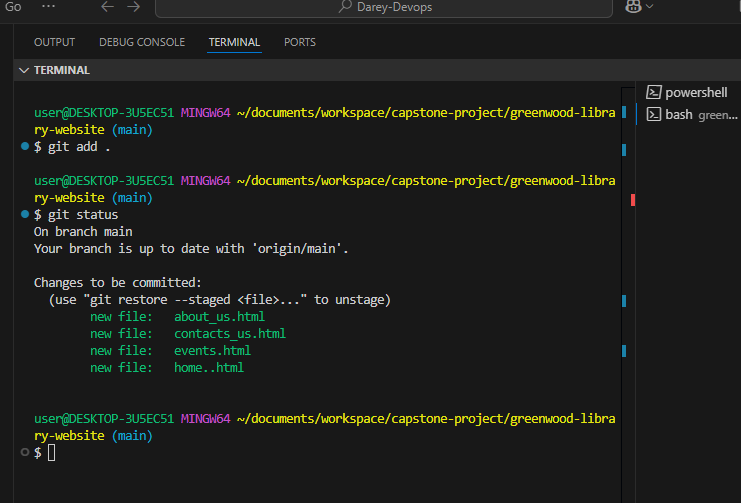 Go ··· Darey-Devops
OUTPUT DEBUG CONSOLE TERMINAL PORTS
TERMINAL
powershell
bash green...
user@DESKTOP-3U5EC51 MINGW64 ~/documents/workspace/capstone-project/greenwood-libra
ry-website (main)
$ git add .
user@DESKTOP-3U5EC51 MINGW64 ~/documents/workspace/capstone-project/greenwood-libra
ry-website (main)
$ git status
On branch main
Your branch is up to date with 'origin/main'.
Changes to be committed:
(use "git restore --staged <file>..." to unstage)
new file: about_us.html
new file: contacts_us.html
new file: events.html
new file: home..html
user@DESKTOP-3U5EC51 MINGW64 ~/documents/workspace/capstone-project/greenwood-libra
ry-website (main)
$